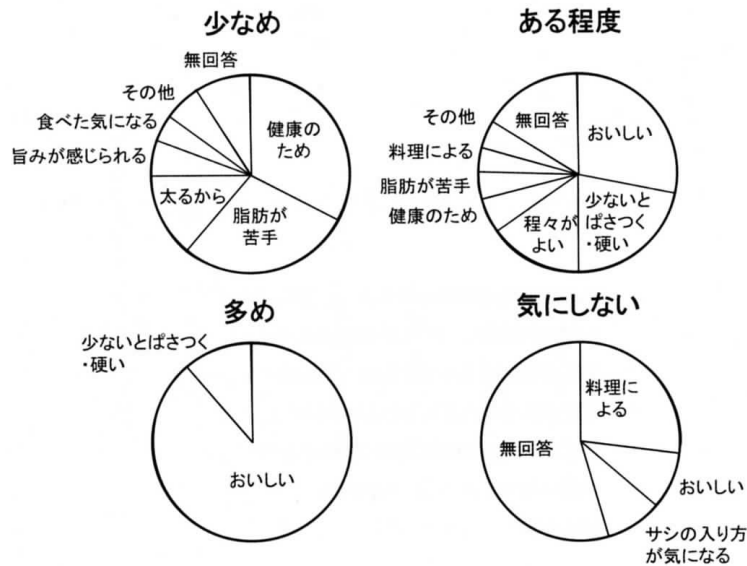 少なめ
無回答
その他
食べた気になる
旨みが感じられる
太るから
健康の
ため
脂肪が
苦手
ある程度
その他
料理による
脂肪が苦手
健康のため
無回答
おいしい
少ないと
ぱさつく
・硬い
程々が
よい
多め
少ないとぱさつく
・硬い
おいしい
気にしない
料理に
よる
無回答
おいしい
サシの入り方
が気になる